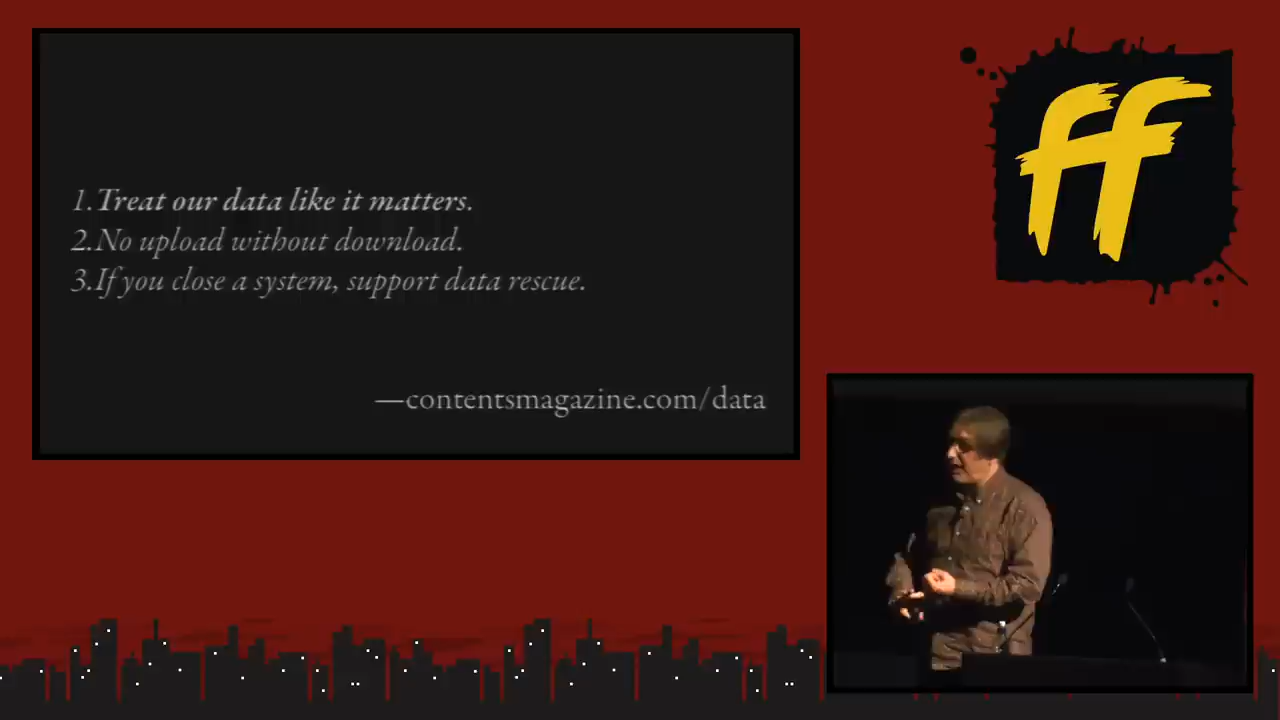 1. Treat our data like it matters.
2. No upload without download.
3. If you close a system, support data rescue.
—contentsmagazine.com/data
ff